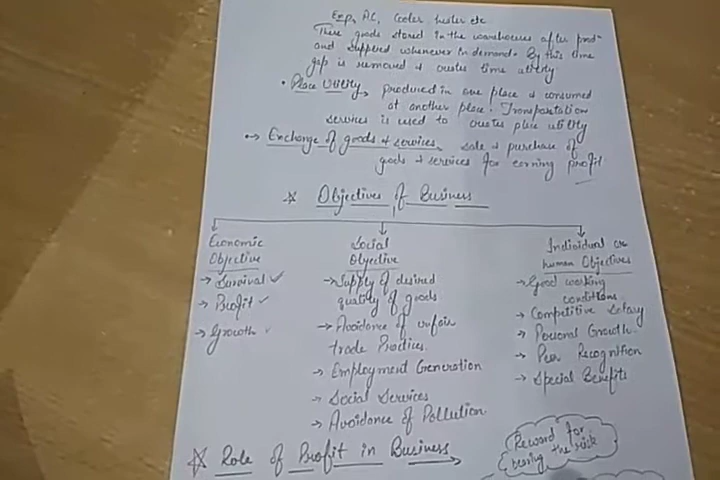 Exp, AC, Cooler heater etc
These goods stored in the warehouses after prod-
and supplied whenever in demand. By this time
gap is removed & creates time utility
• Place Utility, produced in one place & consumed
at another place. Transportation
services is used to creates place utility
→ Exchange of goods & services, sale & purchase of
goods & services for earning profit
☆ Objectives of Business
Economic
Objective
→ Survival ✓
→ Profit ✓
→ Growth ✓
Social
Objective
→ Supply of desired
quality of goods
→ Avoidance of unfair
trade Practices.
→ Employment Generation
→ Social Services
→ Avoidance of Pollution
Individual or
human Objectives
→ Good working
conditions
→ Competitive Salary
→ Personal Growth.
→ Peer Recognition
→ Special Benefits
☆ Role of Profit in Business
Reward for
bearing the risk